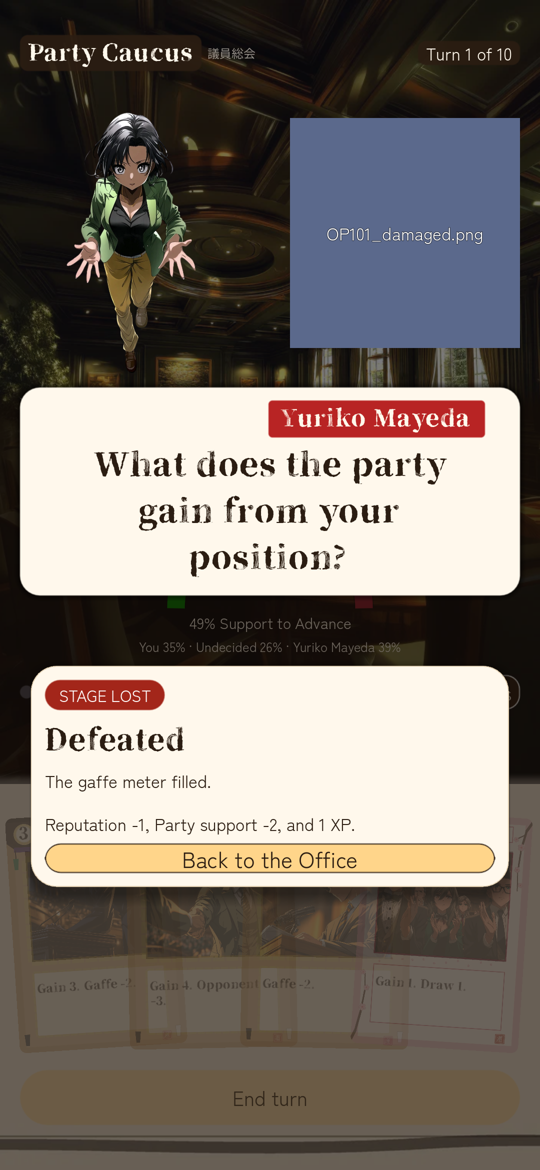 Party Caucus 議員総会
Turn 1 of 10
OP101_damaged.png
Yuriko Mayeda
What does the party
gain from your
position?
49% Support to Advance
You 35% · Undecided 26% · Yuriko Mayeda 39%
STAGE LOST
Defeated
The gaffe meter filled.
Reputation -1, Party support -2, and 1 XP.
Back to the Office
3
Gain 3. Gaffe -2.
Gain 4. Opponent
-3.
Gaffe -2.
Gain 1. Draw 1.
End turn